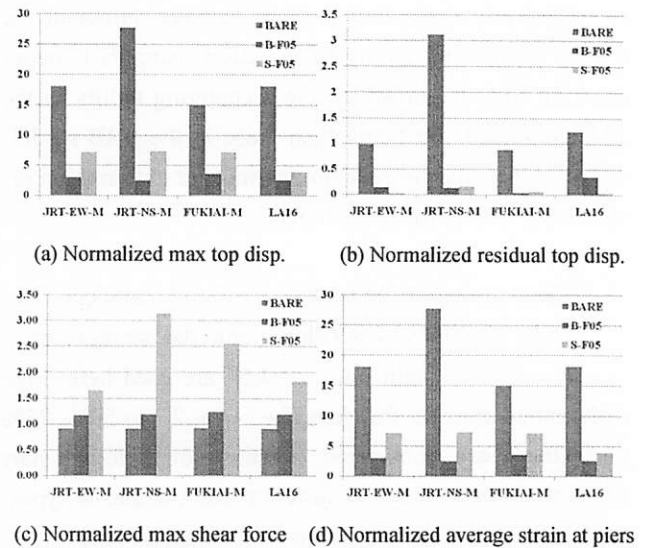 30
25
20
15
10
5
0
BARE
B-F05
S-F05
JRT-EW-M JRT-NS-M FUKIAI-M LA16
(a) Normalized max top disp.
3.5
3
2.5
2
1.5
1
0.5
0
BARE
B-F05
S-F05
JRT-EW-M JRT-NS-M FUKIAI-M LA16
(b) Normalized residual top disp.
3.50
3.00
2.50
2.00
1.50
1.00
0.50
0.00
BARE
B-F05
S-F05
JRT-EW-M JRT-NS-M FUKIAI-M LA16
(c) Normalized max shear force
30
25
20
15
10
5
0
BARE
B-F05
S-F05
JRT-EW-M JRT-NS-M FUKIAI-M LA16
(d) Normalized average strain at piers